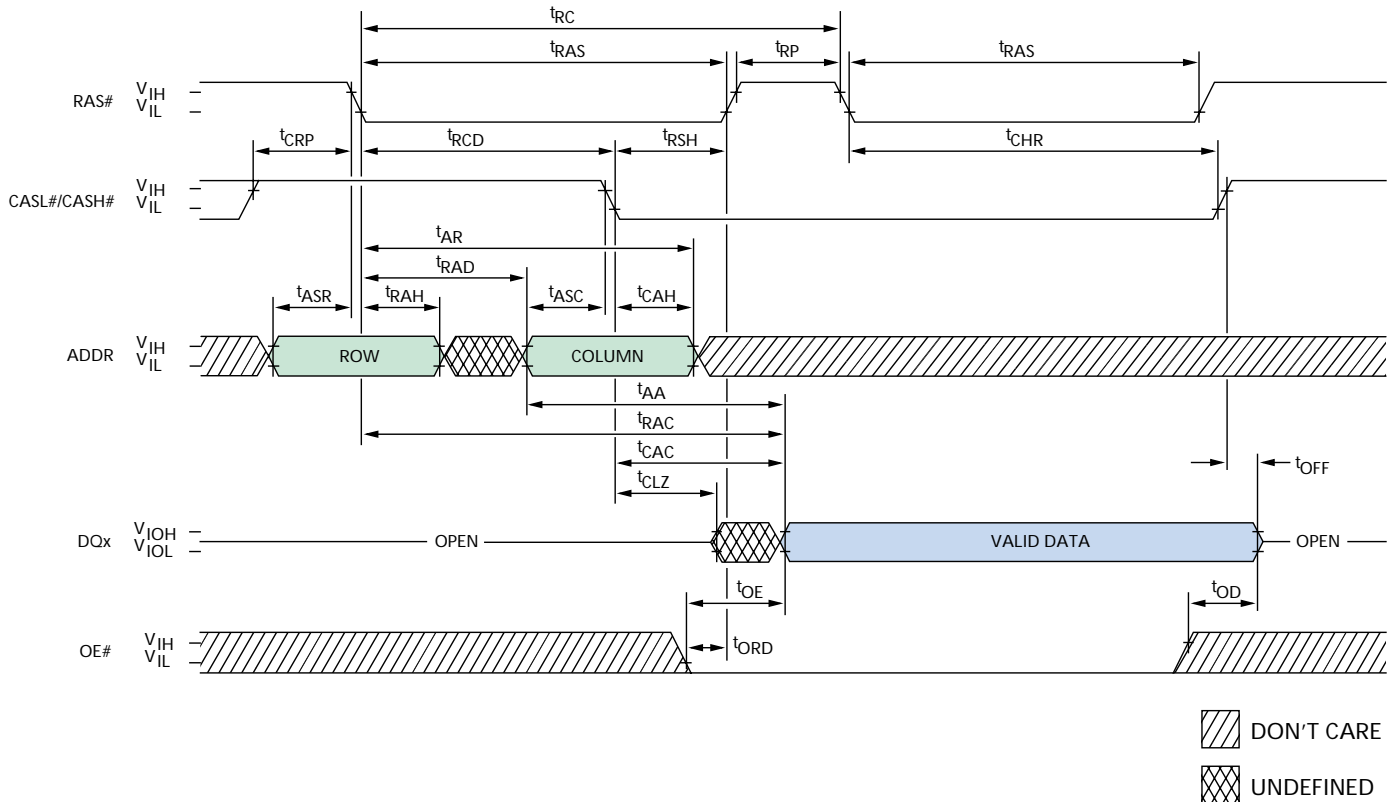 tRC
tRAS tRP tRAS
RAS# VIH
VIL
tCRP tRCD tRSH tCHR
CASL#/CASH# VIH
VIL
tAR
tRAD
tASR tRAH tASC tCAH
ADDR VIH
VIL
ROW COLUMN
tAA
tRAC
tCAC
tOFF
tCLZ
DQx VIOH
VIOL
OPEN VALID DATA OPEN
tOE tOD
OE# VIH
VIL
tORD
DON'T CARE
UNDEFINED